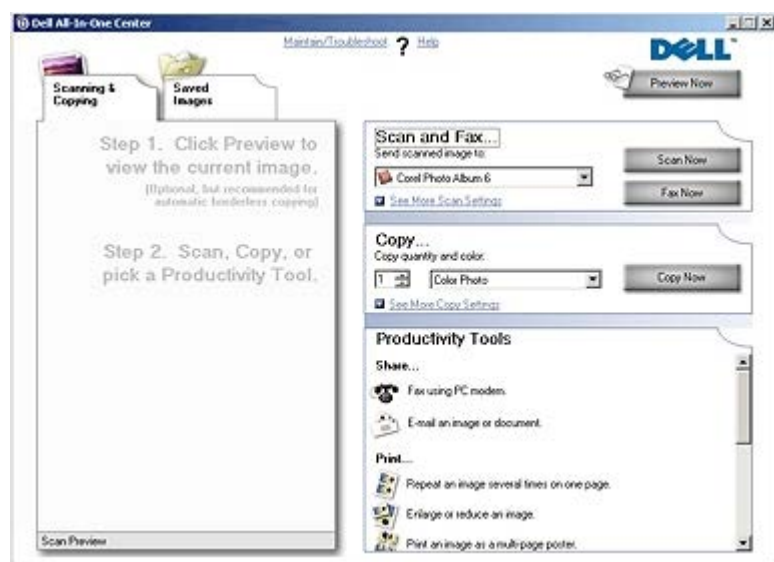 Dell All-In-One Center
Maintain/Troubleshoot ? Help
DELL
Scanning &
Copying
Saved
Images
Preview Now
Step 1. Click Preview to
view the current image.
(Optional, but recommended for
automatic borderless copying)
Step 2. Scan, Copy, or
pick a Productivity Tool.
Scan Preview
Scan and Fax...
Send scanned image to:
Corel Photo Album 6
See More Scan Settings
Scan Now
Fax Now
Copy...
Copy quantity and color.
1 Color Photo
See More Copy Settings
Copy Now
Productivity Tools
Share...
Fax using PC modem.
E-mail an image or document.
Print...
Repeat an image several times on one page.
Enlarge or reduce an image.
Print an image as a multi-page poster.